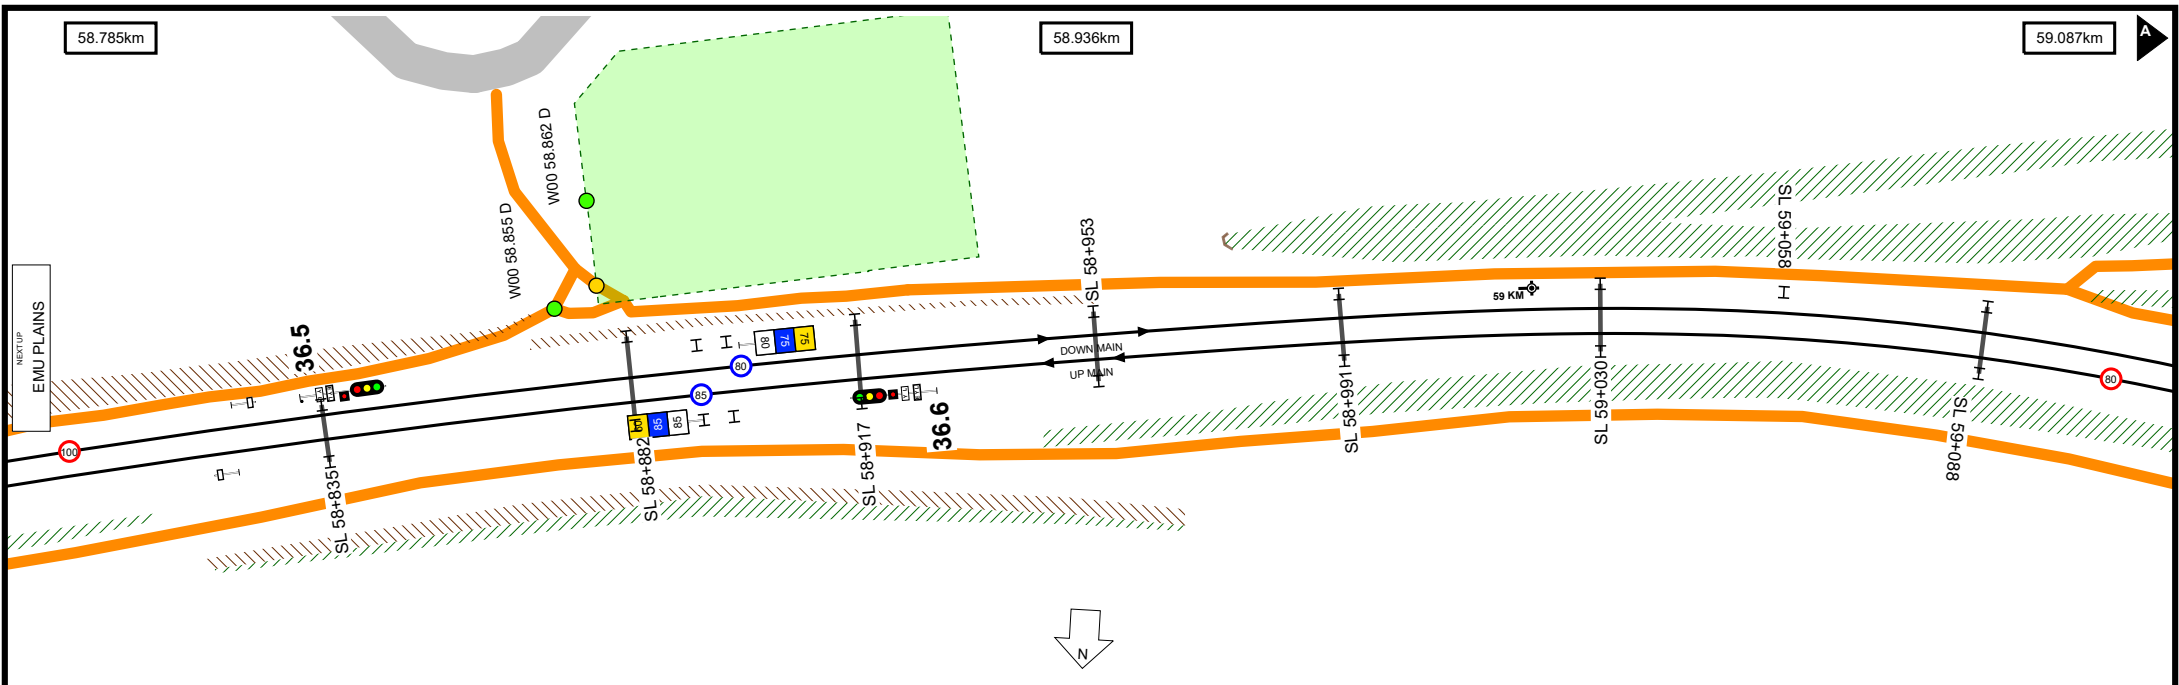 58.785km
58.936km
59.087km
A
W00 58.862 D
W00 58.855 D
SL 58+953
SL 59+058
NEXT UP
EMU PLAINS
36.5
59 KM
80
75
75
80
DOWN MAIN
UP MAIN
85
85
85
100
80
36.6
SL 58+835
SL 58+882
SL 58+917
SL 58+991
SL 59+030
SL 59+088
N